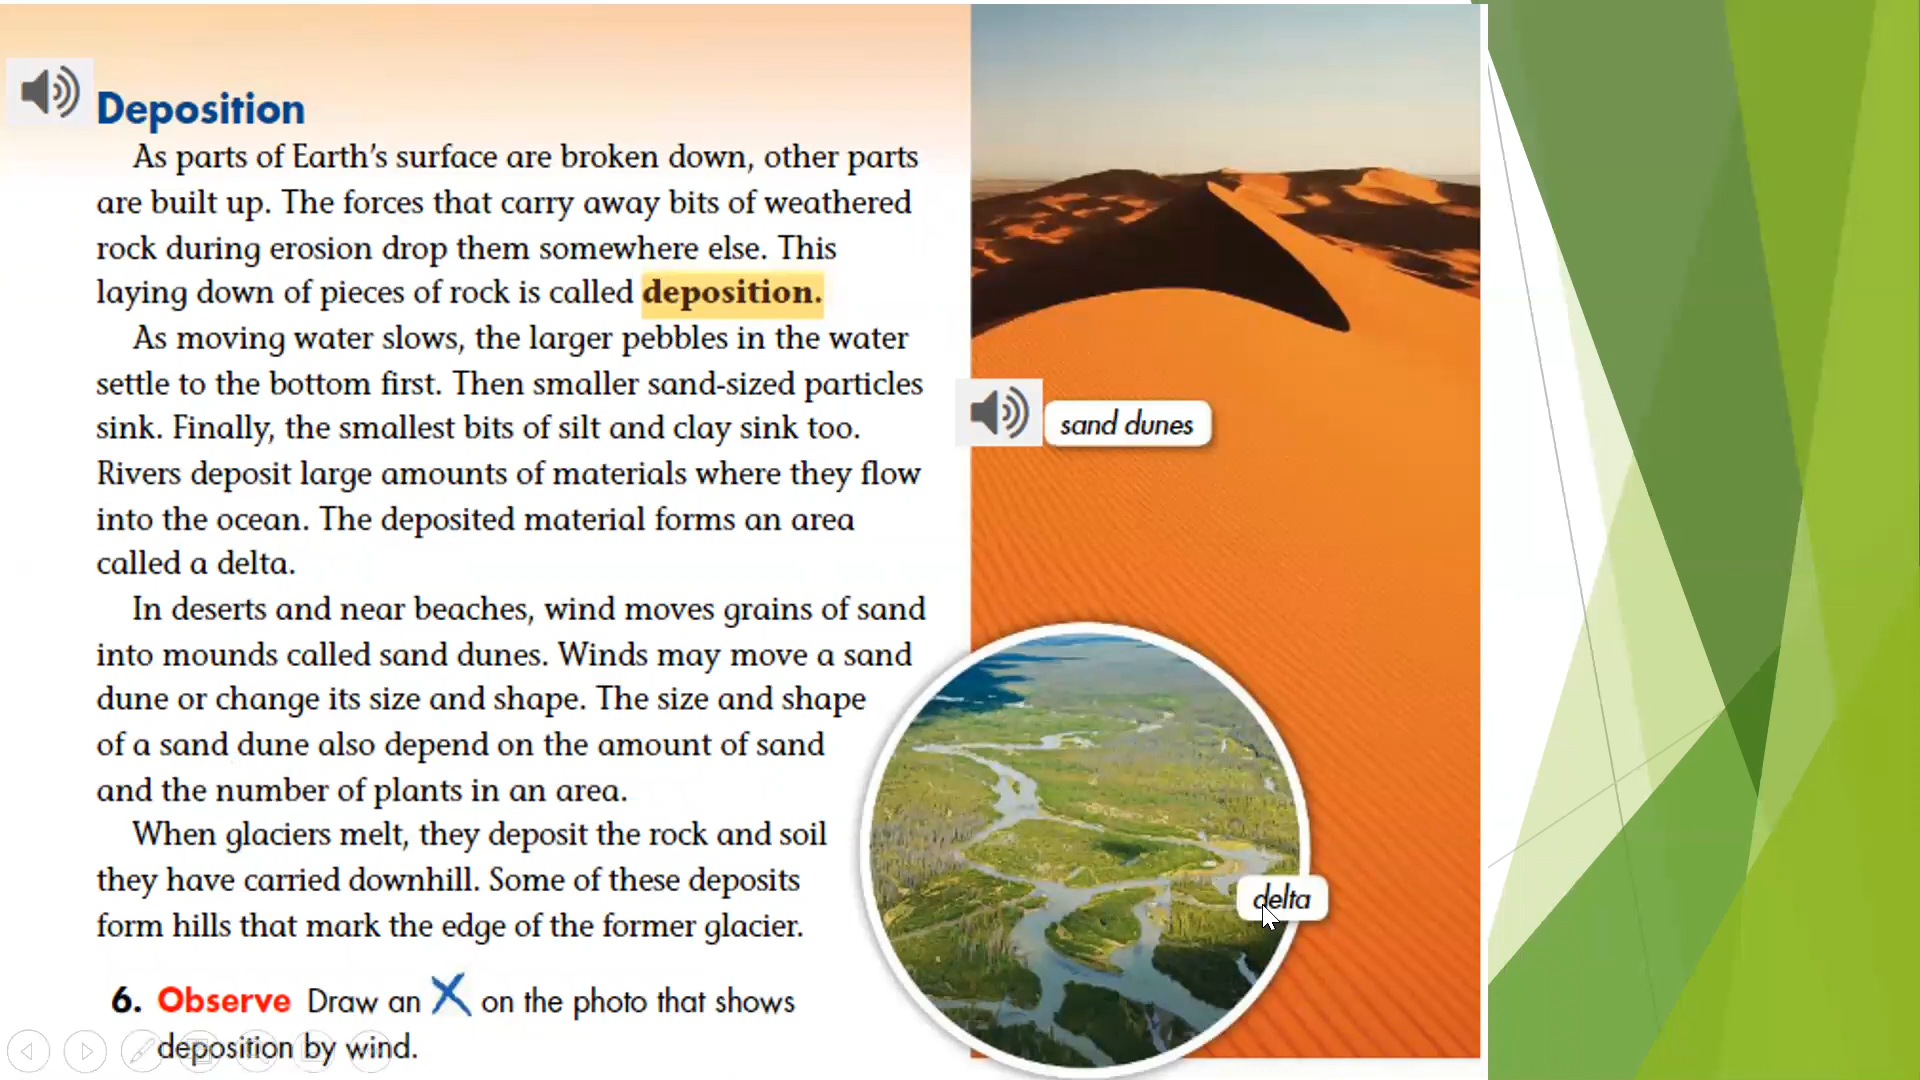 Deposition
As parts of Earth's surface are broken down, other parts
are built up. The forces that carry away bits of weathered
rock during erosion drop them somewhere else. This
laying down of pieces of rock is called deposition.
As moving water slows, the larger pebbles in the water
settle to the bottom first. Then smaller sand-sized particles
sink. Finally, the smallest bits of silt and clay sink too.
Rivers deposit large amounts of materials where they flow
into the ocean. The deposited material forms an area
called a delta.
In deserts and near beaches, wind moves grains of sand
into mounds called sand dunes. Winds may move a sand
dune or change its size and shape. The size and shape
of a sand dune also depend on the amount of sand
and the number of plants in an area.
When glaciers melt, they deposit the rock and soil
they have carried downhill. Some of these deposits
form hills that mark the edge of the former glacier.
6. Observe Draw an X on the photo that shows
deposition by wind.
sand dunes
delta